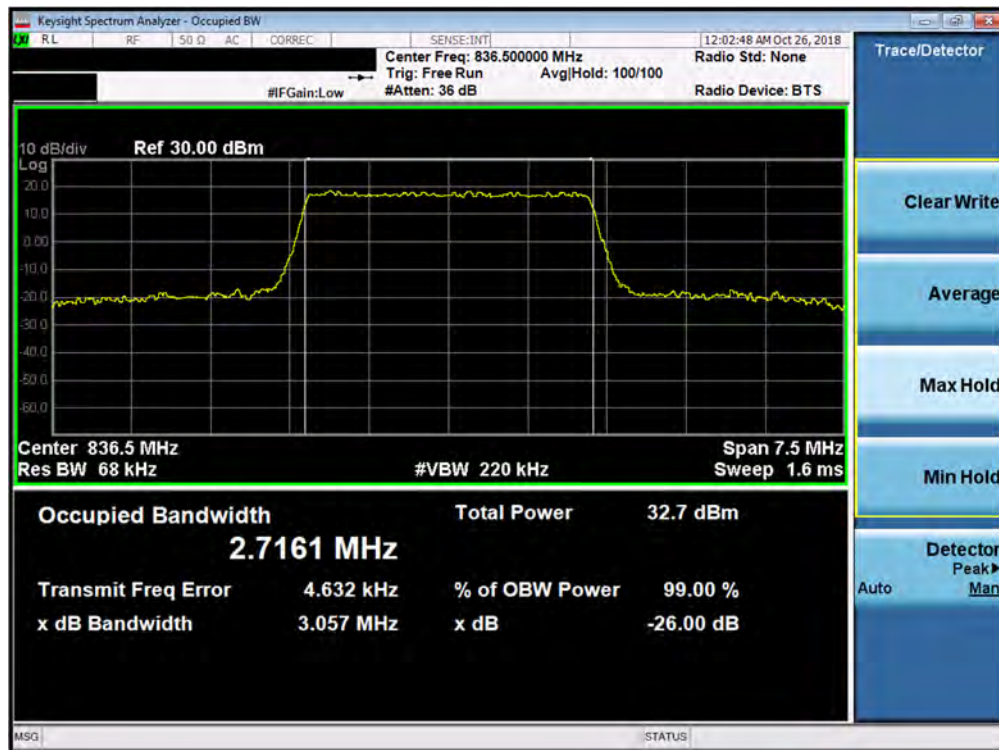 Keysight Spectrum Analyzer - Occupied BW
LXI RL RF 50 Ω AC CORREC SENSE:INT 12:02:48 AM Oct 26, 2018
Center Freq: 836.500000 MHz Radio Std: None
Trig: Free Run Avg|Hold: 100/100
#IFGain:Low #Atten: 36 dB Radio Device: BTS
10 dB/div Ref 30.00 dBm
Log
20.0
10.0
0.00
-10.0
-20.0
-30.0
-40.0
-50.0
-60.0
Center 836.5 MHz Span 7.5 MHz
Res BW 68 kHz #VBW 220 kHz Sweep 1.6 ms
Occupied Bandwidth Total Power 32.7 dBm
2.7161 MHz
Transmit Freq Error 4.632 kHz % of OBW Power 99.00 %
x dB Bandwidth 3.057 MHz x dB -26.00 dB
MSG STATUS
Trace/Detector
Clear Write
Average
Max Hold
Min Hold
Detector
Peak▶
Auto Man